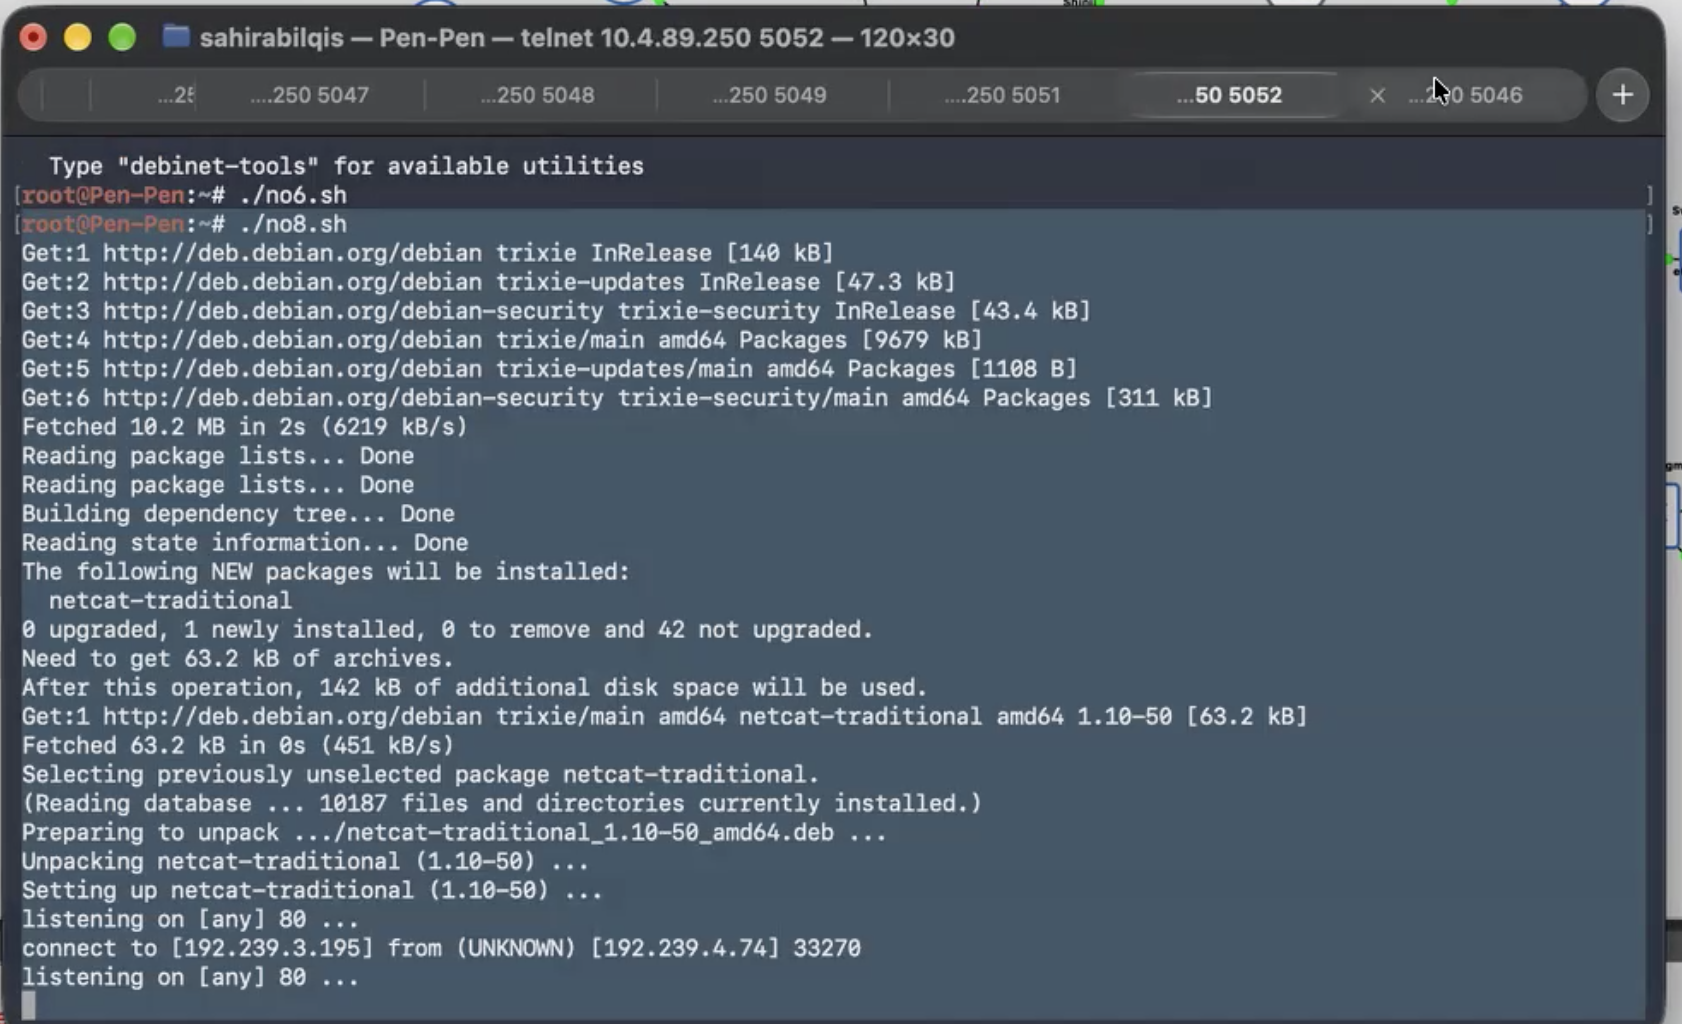 sahirabilqis — Pen-Pen — telnet 10.4.89.250 5052 — 120×30
...25 ....250 5047 ...250 5048 ...250 5049 ....250 5051 ...50 5052 × ...250 5046 +
Type "debinet-tools" for available utilities
[root@Pen-Pen:~# ./no6.sh ]
[root@Pen-Pen:~# ./no8.sh ]
Get:1 http://deb.debian.org/debian trixie InRelease [140 kB]
Get:2 http://deb.debian.org/debian trixie-updates InRelease [47.3 kB]
Get:3 http://deb.debian.org/debian-security trixie-security InRelease [43.4 kB]
Get:4 http://deb.debian.org/debian trixie/main amd64 Packages [9679 kB]
Get:5 http://deb.debian.org/debian trixie-updates/main amd64 Packages [1108 B]
Get:6 http://deb.debian.org/debian-security trixie-security/main amd64 Packages [311 kB]
Fetched 10.2 MB in 2s (6219 kB/s)
Reading package lists... Done
Reading package lists... Done
Building dependency tree... Done
Reading state information... Done
The following NEW packages will be installed:
netcat-traditional
0 upgraded, 1 newly installed, 0 to remove and 42 not upgraded.
Need to get 63.2 kB of archives.
After this operation, 142 kB of additional disk space will be used.
Get:1 http://deb.debian.org/debian trixie/main amd64 netcat-traditional amd64 1.10-50 [63.2 kB]
Fetched 63.2 kB in 0s (451 kB/s)
Selecting previously unselected package netcat-traditional.
(Reading database ... 10187 files and directories currently installed.)
Preparing to unpack .../netcat-traditional_1.10-50_amd64.deb ...
Unpacking netcat-traditional (1.10-50) ...
Setting up netcat-traditional (1.10-50) ...
listening on [any] 80 ...
connect to [192.239.3.195] from (UNKNOWN) [192.239.4.74] 33270
listening on [any] 80 ...